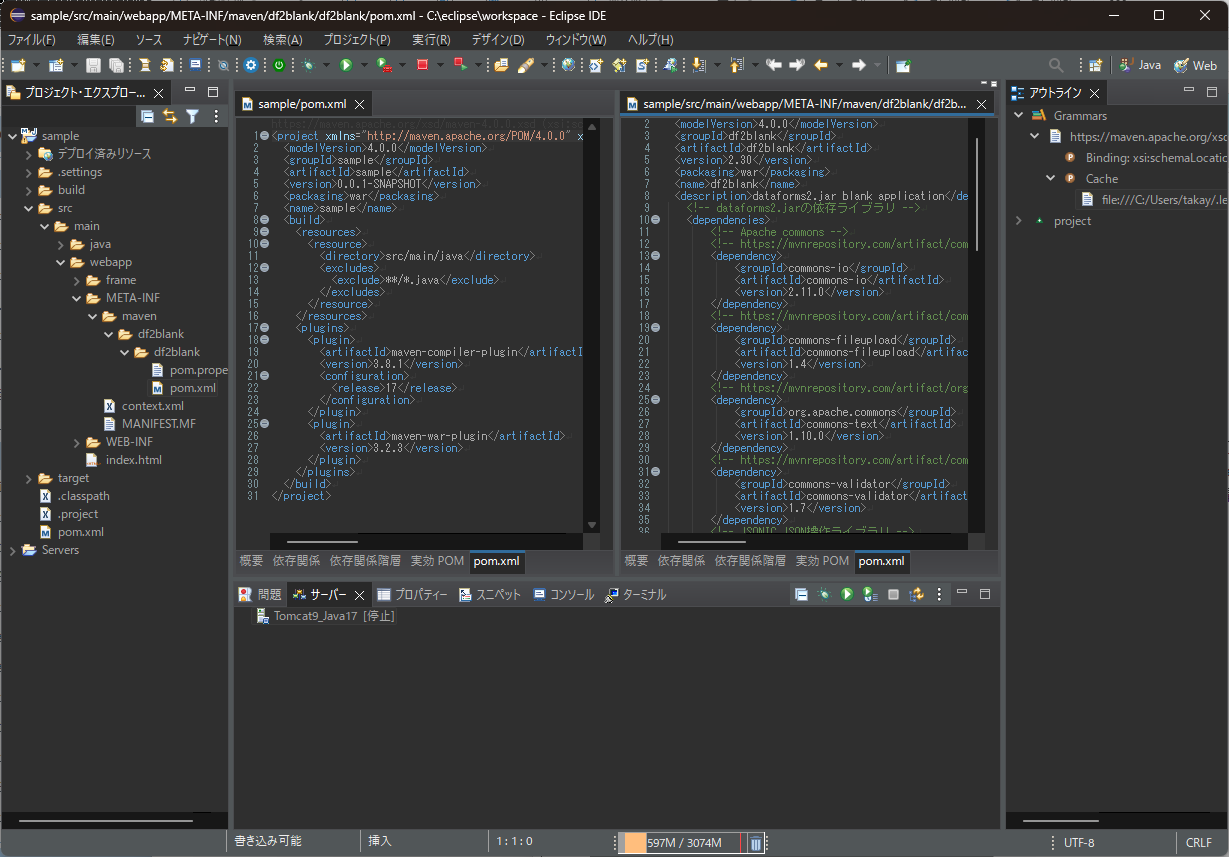 sample/src/main/webapp/META-INF/maven/df2blank/df2blank/pom.xml - C:\eclipse\workspace - Eclipse IDE
ファイル(F) 編集(E) ソース ナビゲート(N) 検索(A) プロジェクト(P) 実行(R) デザイン(D) ウィンドウ(W) ヘルプ(H)
Java
Web
プロジェクト・エクスプロー...
sample
デプロイ済みリソース
.settings
build
src
main
java
webapp
frame
META-INF
maven
df2blank
df2blank
pom.prope
pom.xml
context.xml
MANIFEST.MF
WEB-INF
index.html
target
.classpath
.project
pom.xml
Servers
sample/pom.xml
1 <project xmlns="http://maven.apache.org/POM/4.0.0" x
2 <modelVersion>4.0.0</modelVersion>
3 <groupId>sample</groupId>
4 <artifactId>sample</artifactId>
5 <version>0.0.1-SNAPSHOT</version>
6 <packaging>war</packaging>
7 <name>sample</name>
8 <build>
9 <resources>
10 <resource>
11 <directory>src/main/java</directory>
12 <excludes>
13 <exclude>**/*.java</exclude>
14 </excludes>
15 </resource>
16 </resources>
17 <plugins>
18 <plugin>
19 <artifactId>maven-compiler-plugin</artifactI
20 <version>3.8.1</version>
21 <configuration>
22 <release>17</release>
23 </configuration>
24 </plugin>
25 <plugin>
26 <artifactId>maven-war-plugin</artifactId>
27 <version>3.2.3</version>
28 </plugin>
29 </plugins>
30 </build>
31 </project>
概要 依存関係 依存関係階層 実効 POM pom.xml
sample/src/main/webapp/META-INF/maven/df2blank/df2b...
2 <modelVersion>4.0.0</modelVersion>
3 <groupId>df2blank</groupId>
4 <artifactId>df2blank</artifactId>
5 <version>2.30</version>
6 <packaging>war</packaging>
7 <name>df2blank</name>
8 <description>dataforms2.jar blank application</de
9 <!-- dataforms2.jarの依存ライブラリ -->
10 <dependencies>
11 <!-- Apache commons -->
12 <!-- https://mvnrepository.com/artifact/com
13 <dependency>
14 <groupId>commons-io</groupId>
15 <artifactId>commons-io</artifactId>
16 <version>2.11.0</version>
17 </dependency>
18 <!-- https://mvnrepository.com/artifact/com
19 <dependency>
20 <groupId>commons-fileupload</groupId>
21 <artifactId>commons-fileupload</artifac
22 <version>1.4</version>
23 </dependency>
24 <!-- https://mvnrepository.com/artifact/org
25 <dependency>
26 <groupId>org.apache.commons</groupId>
27 <artifactId>commons-text</artifactId>
28 <version>1.10.0</version>
29 </dependency>
30 <!-- https://mvnrepository.com/artifact/com
31 <dependency>
32 <groupId>commons-validator</groupId>
33 <artifactId>commons-validator</artifact
34 <version>1.7</version>
35 </dependency>
36 <!-- JSONIC JSON操作ライブラリ -->
概要 依存関係 依存関係階層 実効 POM pom.xml
アウトライン
Grammars
https://maven.apache.org/xsc
Binding: xsi:schemaLocatic
Cache
file:///C:/Users/takay/.le
project
問題 サーバー プロパティー スニペット コンソール ターミナル
Tomcat9_Java17 [停止]
書き込み可能 挿入 1:1:0 597M / 3074M UTF-8 CRLF